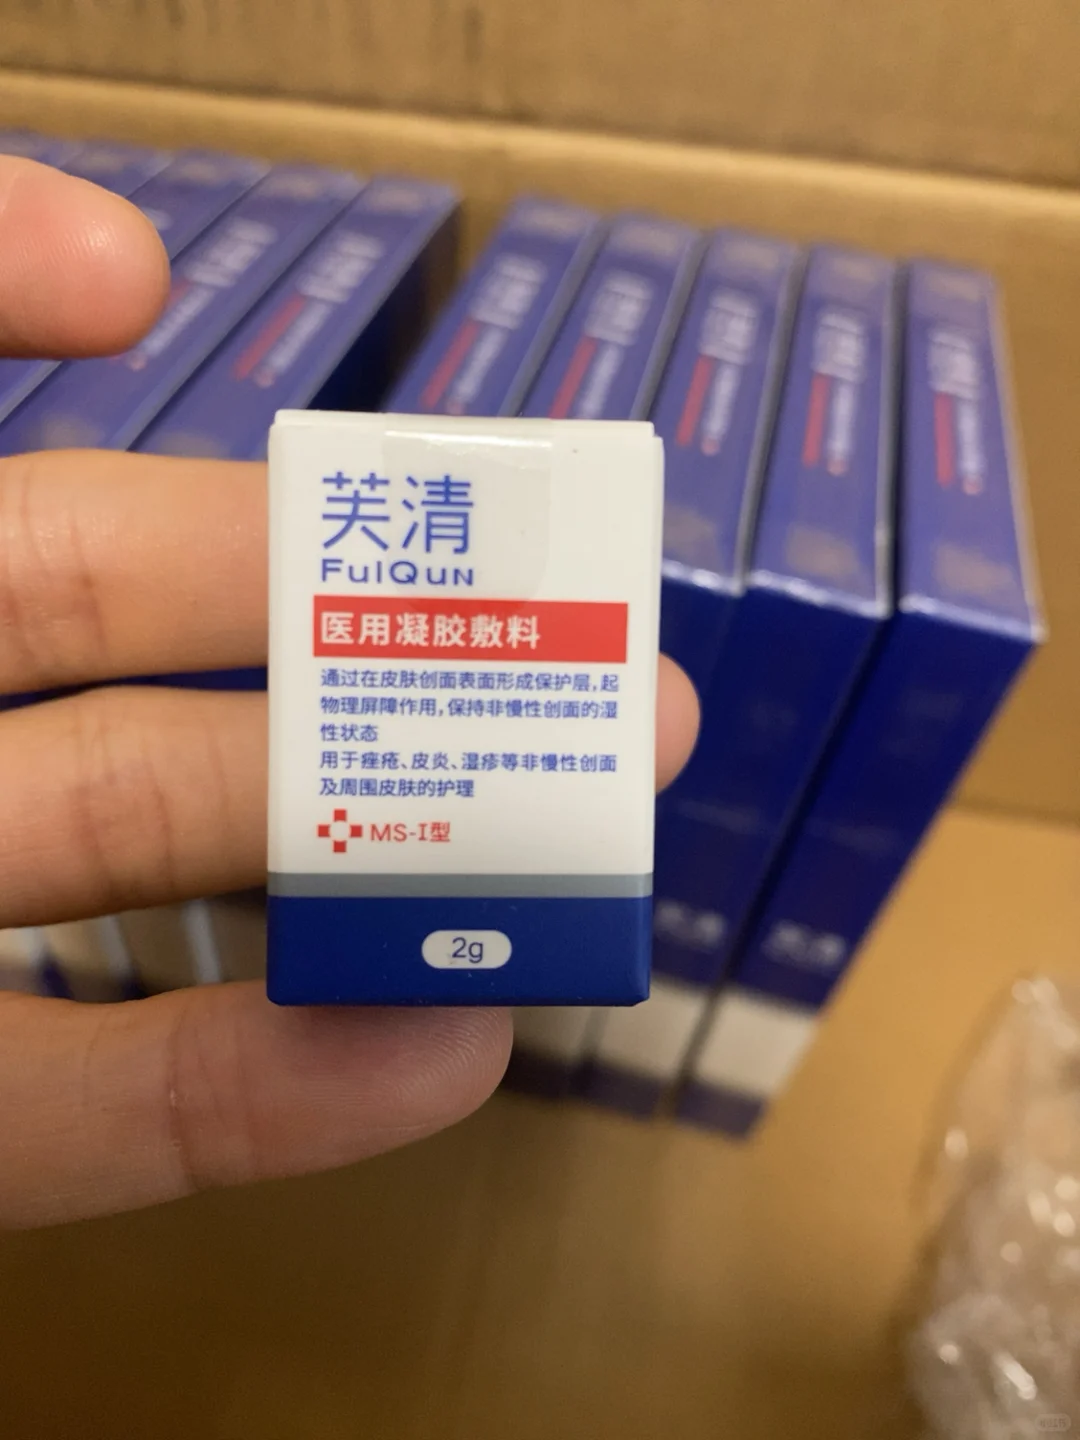 芙清
FulQuN
医用凝胶敷料
通过在皮肤创面表面形成保护层,起
物理屏障作用,保持非慢性创面的湿
性状态
用于痤疮、皮炎、湿疹等非慢性创面
及周围皮肤的护理
MS-I型
2g